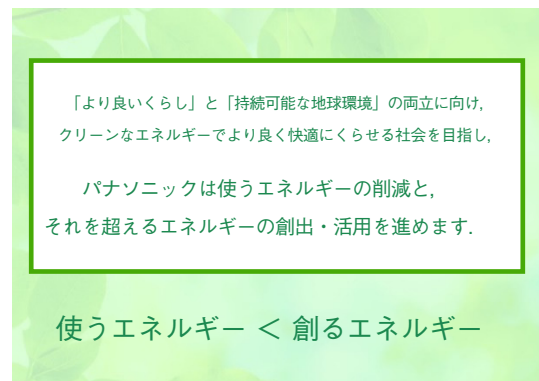 「より良いくらし」と「持続可能な地球環境」の両立に向け,
クリーンなエネルギーでより良く快適にくらせる社会を目指し,
パナソニックは使うエネルギーの削減と,
それを超えるエネルギーの創出・活用を進めます.
使うエネルギー < 創るエネルギー